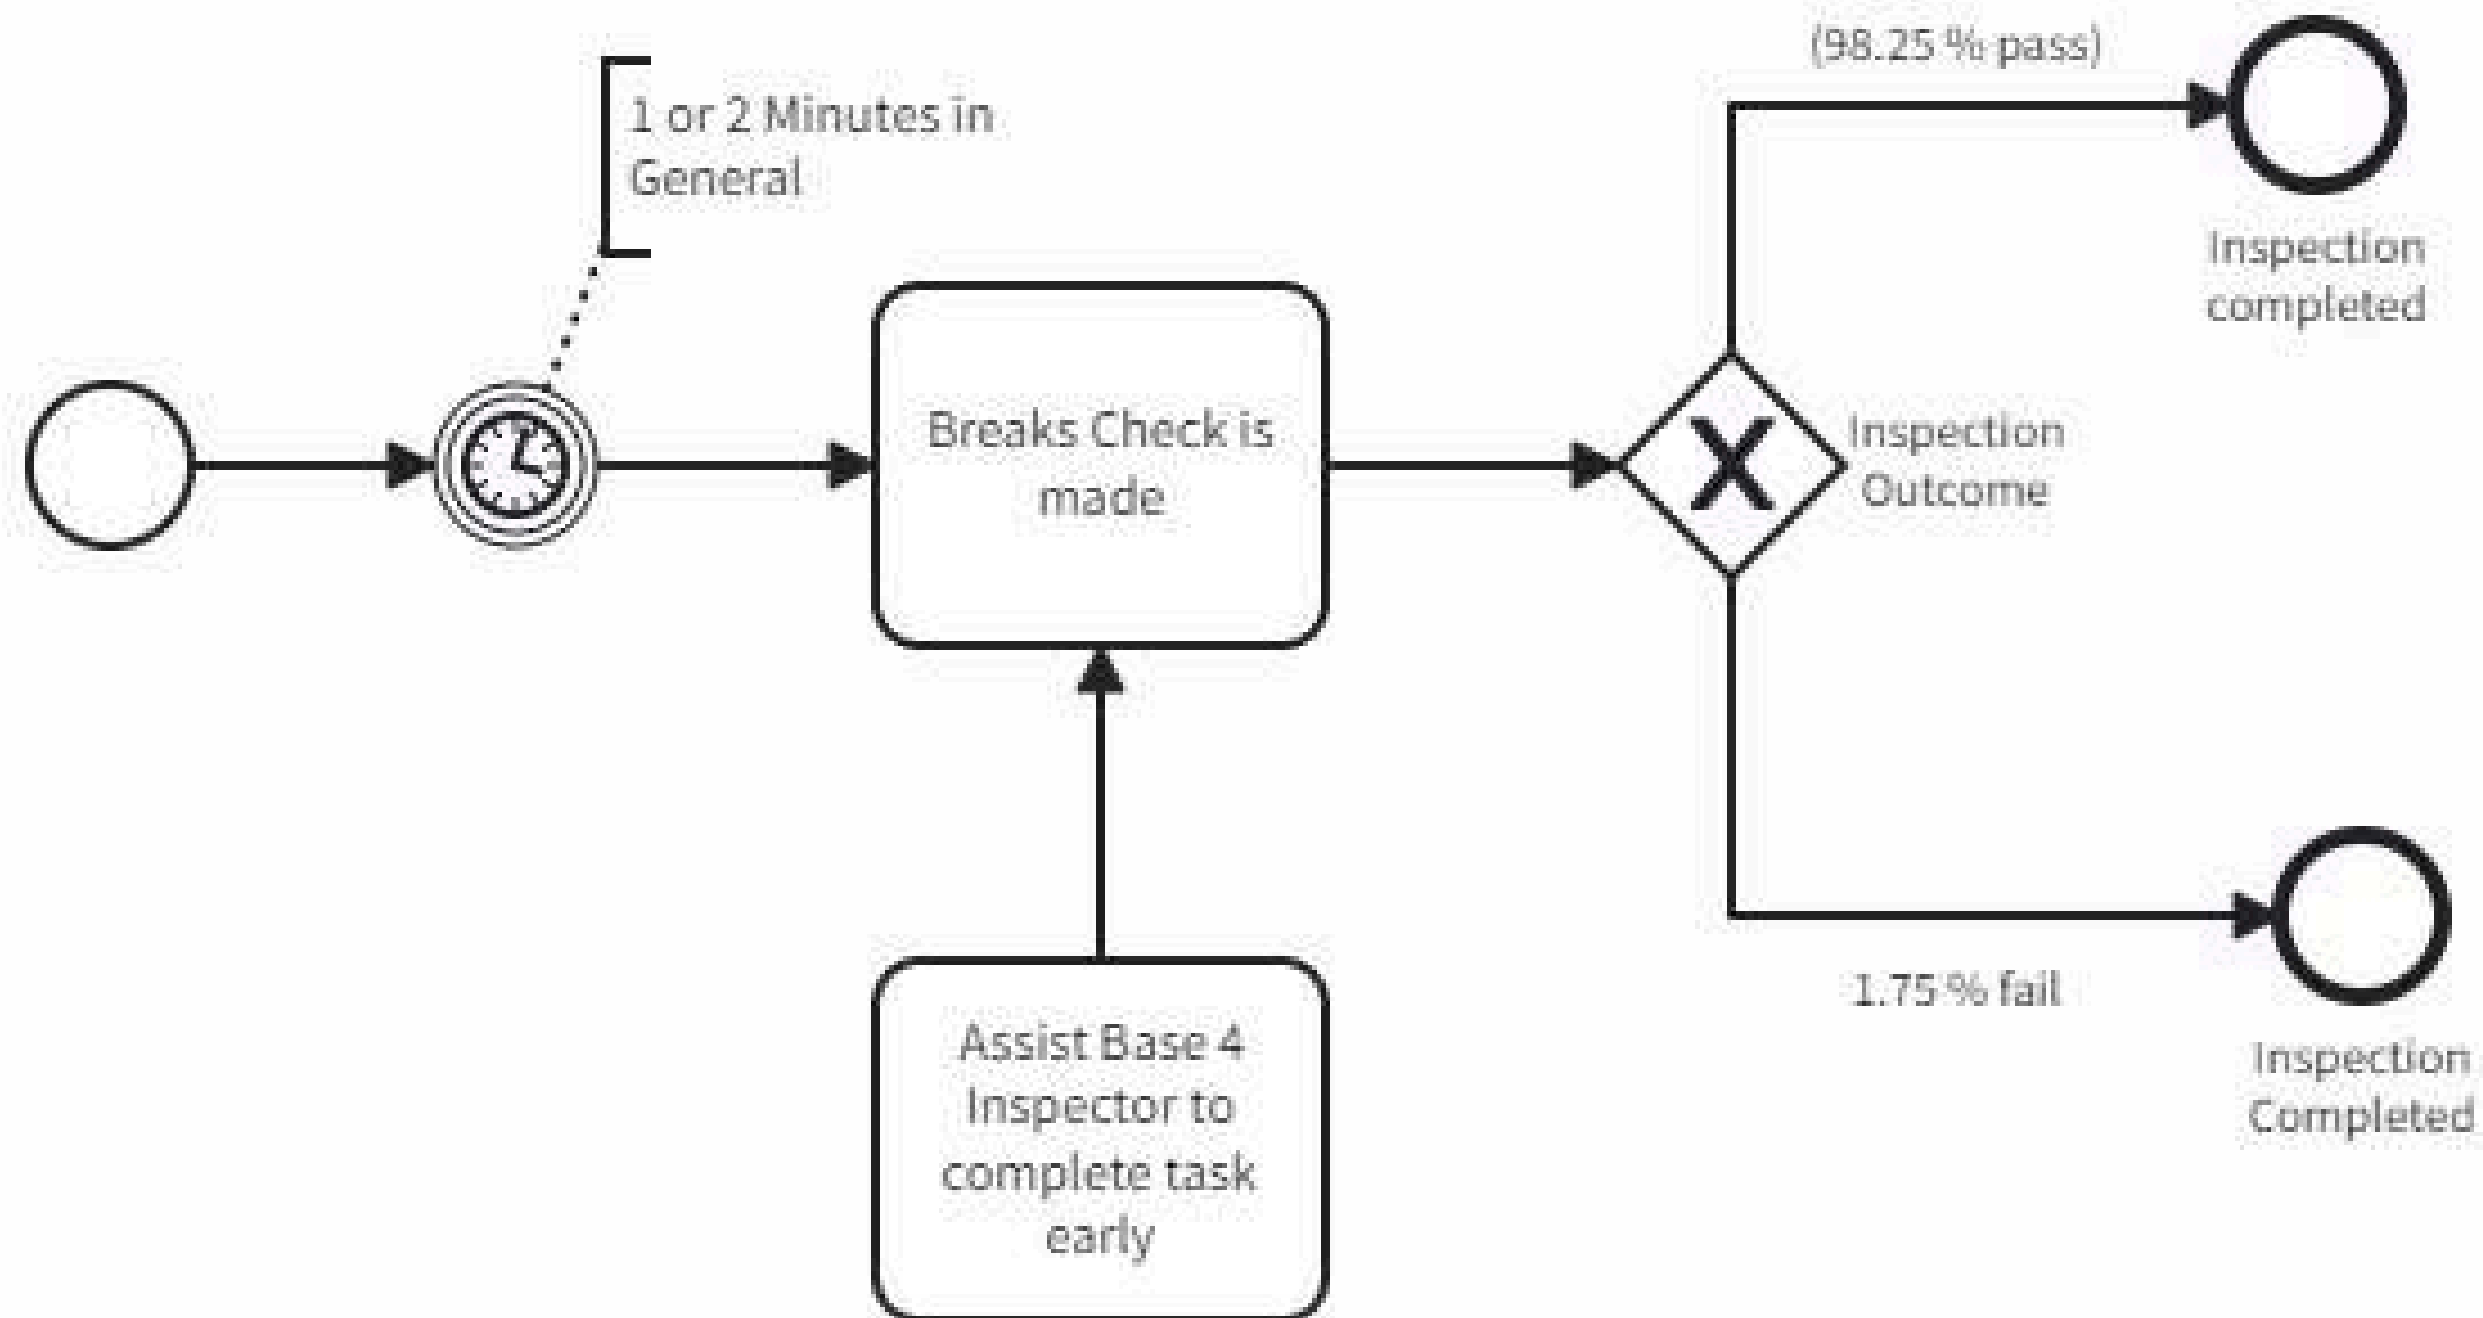 (98.25 % pass)
1 or 2 Minutes in
General
Inspection
completed
Breaks Check is
made
Inspection
Outcome
1.75 % fail
Assist Base 4
Inspector to
complete task
early
Inspection
Completed